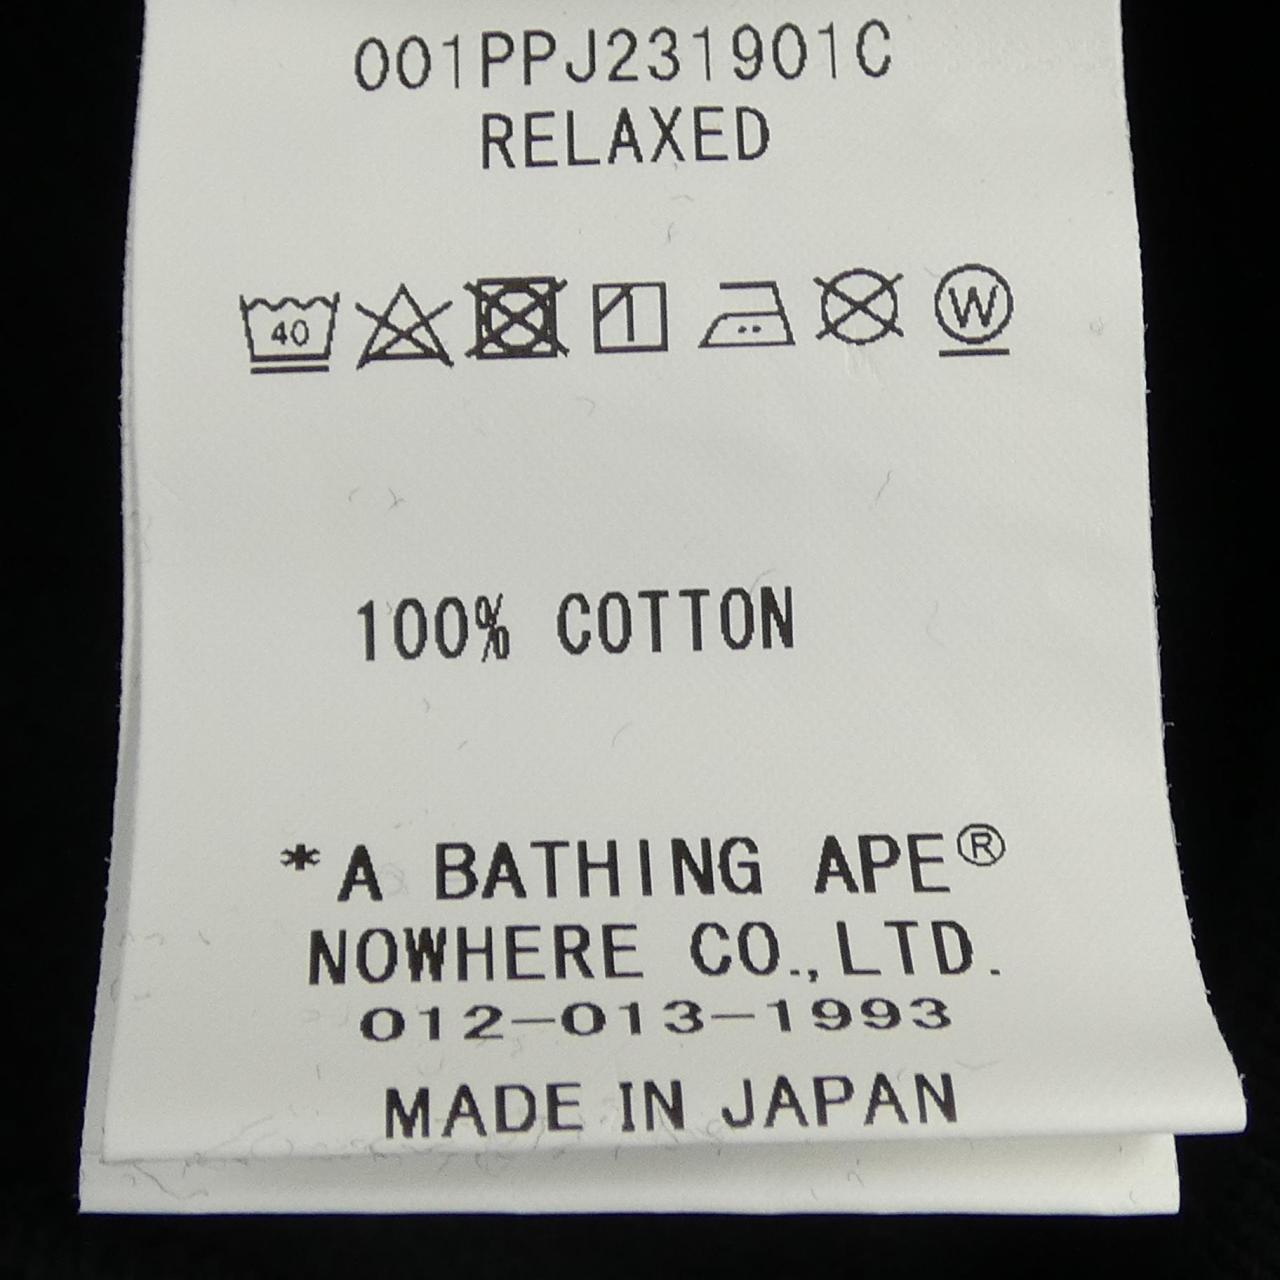 001PPJ231901C
RELAXED
40 W
100% COTTON
*A BATHING APE®
NOWHERE CO.,LTD.
012-013-1993
MADE IN JAPAN